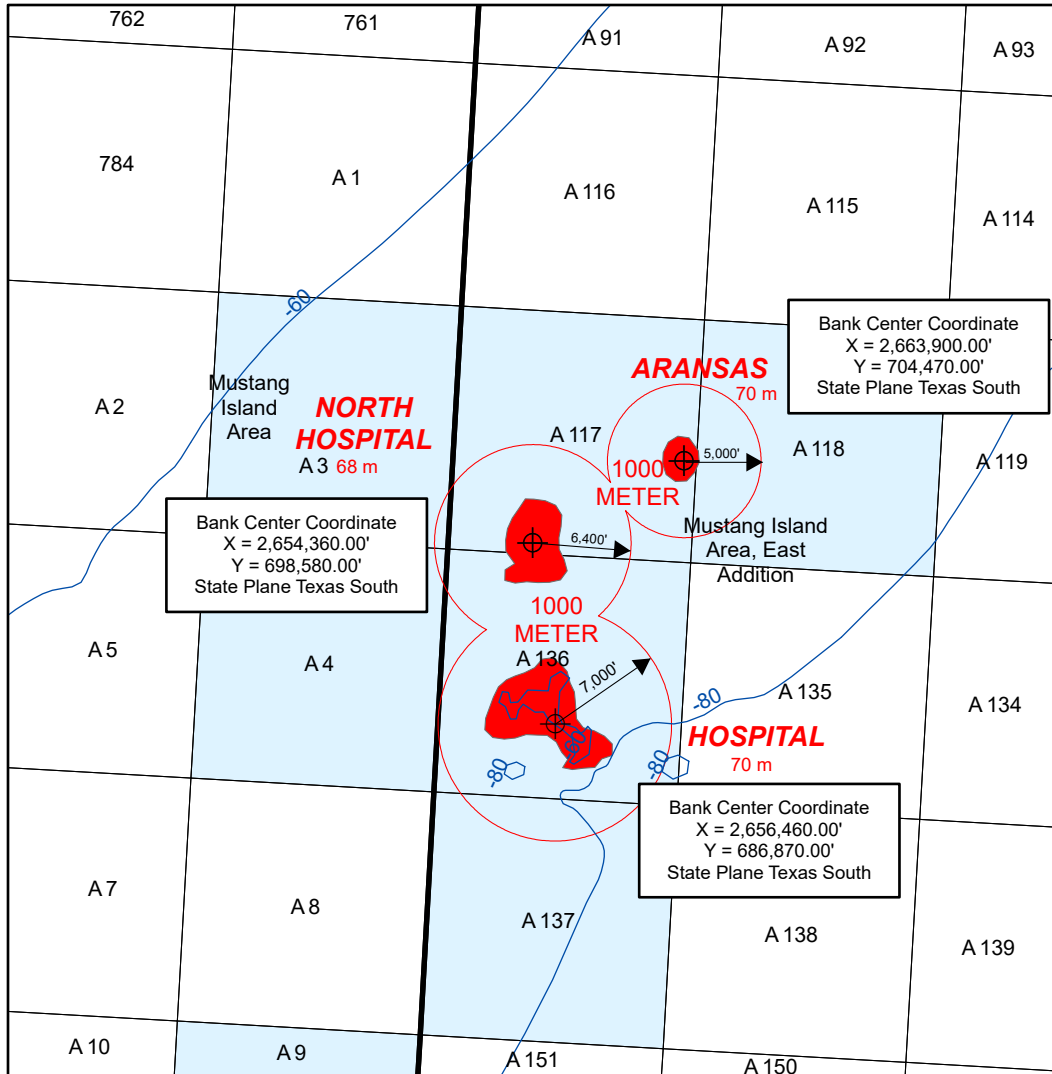 762
761
A 91
A 92
A 93
784
A 1
A 116
A 115
A 114
-60
Bank Center Coordinate
X = 2,663,900.00'
Y = 704,470.00'
State Plane Texas South
ARANSAS
70 m
Mustang
Island
Area
A 2
NORTH
HOSPITAL
A 3
68 m
A 117
A 118
A 119
5,000'
1000
METER
Bank Center Coordinate
X = 2,654,360.00'
Y = 698,580.00'
State Plane Texas South
6,400'
Mustang Island
Area, East
Addition
1000
METER
A 5
A 4
A 136
7,000'
A 135
A 134
-80
HOSPITAL
70 m
-80
-80
-80
Bank Center Coordinate
X = 2,656,460.00'
Y = 686,870.00'
State Plane Texas South
A 7
A 8
A 137
A 138
A 139
A 10
A 9
A 151
A 150